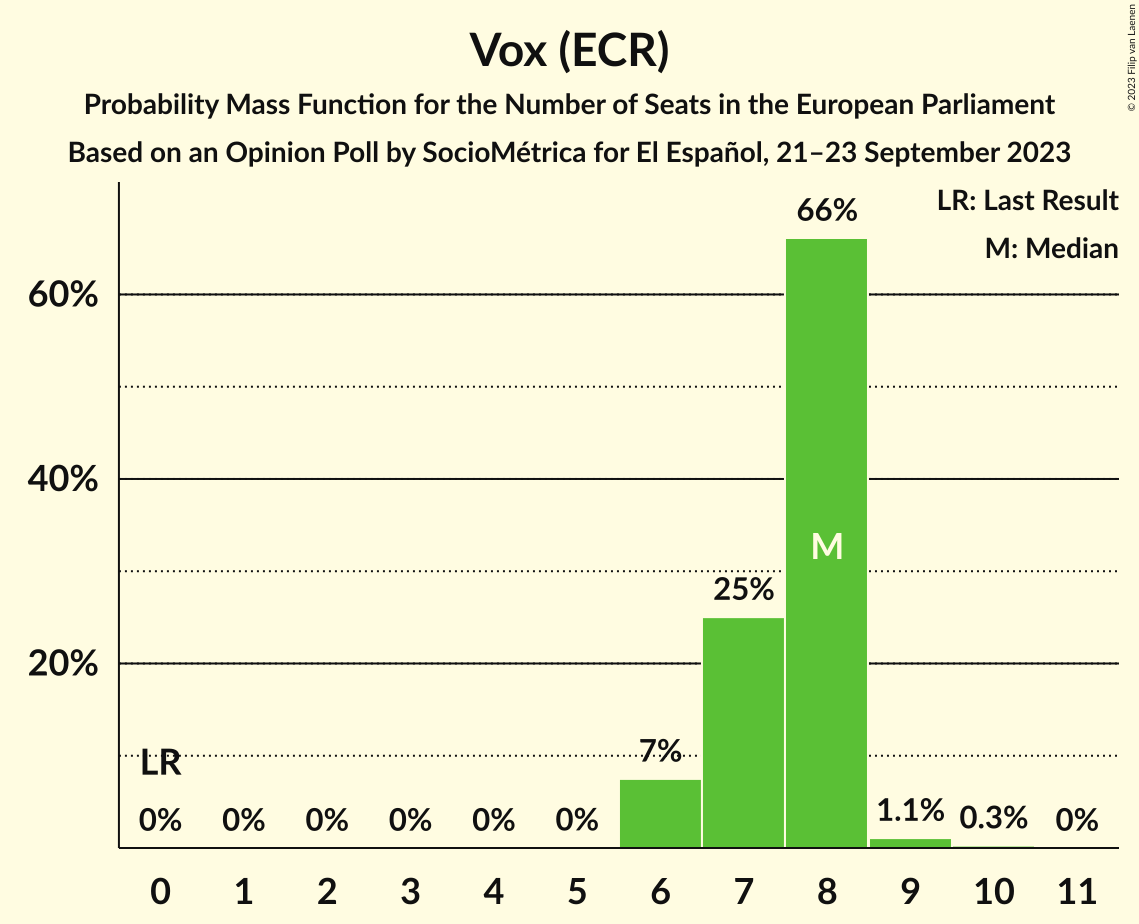 Vox (ECR)
Probability Mass Function for the Number of Seats in the European Parliament
Based on an Opinion Poll by SocioMétrica for El Español, 21–23 September 2023
© 2023 Filip van Laenen
LR: Last Result
M: Median
66%
60%
40%
M
25%
20%
7%
LR
0% 0% 0% 0% 0% 0% 1.1% 0.3% 0%
0 1 2 3 4 5 6 7 8 9 10 11